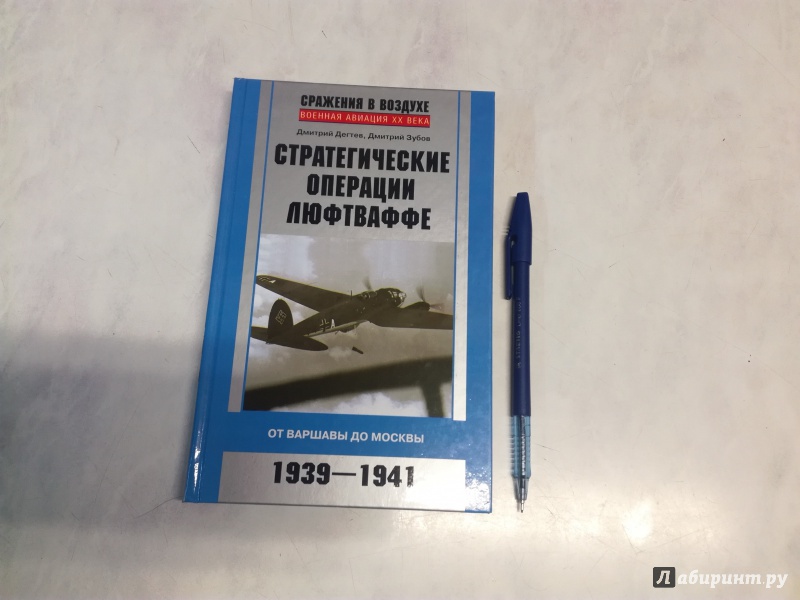 СРАЖЕНИЯ В ВОЗДУХЕ
ВОЕННАЯ АВИАЦИЯ XX ВЕКА
Дмитрий Дегтев, Дмитрий Зубов
СТРАТЕГИЧЕСКИЕ
ОПЕРАЦИИ
ЛЮФТВАФФЕ
ОТ ВАРШАВЫ ДО МОСКВЫ
1939—1941
Лабиринт.ру